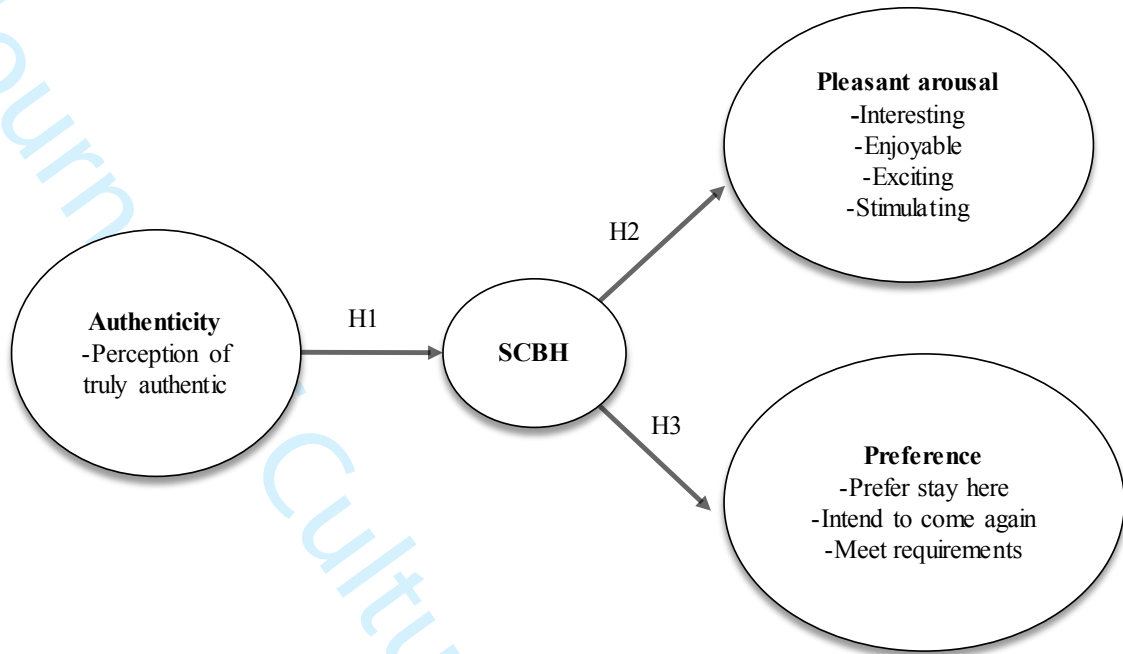 Pleasant arousal
-Interesting
-Enjoyable
-Exciting
-Stimulating
H2
H1
Authenticity
-Perception of
truly authentic
SCBH
H3
Preference
-Prefer stay here
-Intend to come again
-Meet requirements
Cultu